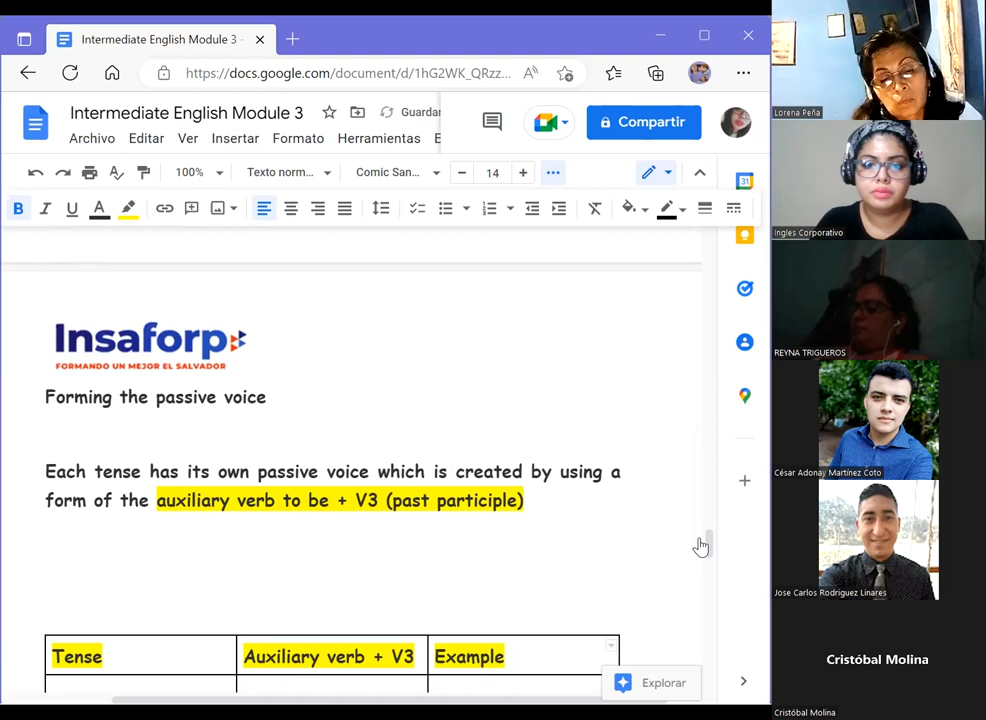 Intermediate English Module 3 -
https://docs.google.com/document/d/1hG2WK_QRzz...
Intermediate English Module 3
Guardar
Archivo Editar Ver Insertar Formato Herramientas E
Compartir
100% Texto norm... Comic San... 14
Insaforp
FORMANDO UN MEJOR EL SALVADOR
Forming the passive voice
Each tense has its own passive voice which is created by using a
form of the auxiliary verb to be + V3 (past participle)
Tense Auxiliary verb + V3 Example
Explorar
Lorena Peña
Ingles Corporativo
REYNA TRIGUEROS
César Adonay Martínez Coto
Jose Carlos Rodriguez Linares
Cristóbal Molina
Cristóbal Molina